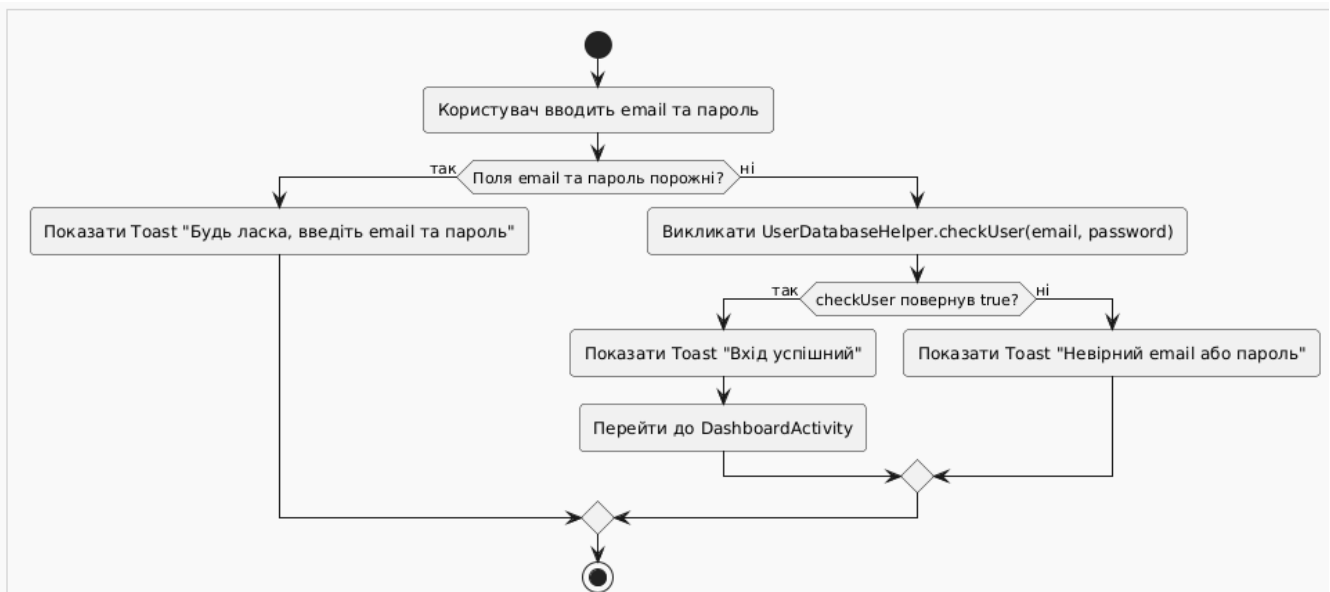 Користувач вводить email та пароль
так
Поля email та пароль порожні?
ні
Показати Toast "Будь ласка, введіть email та пароль"
Викликати UserDatabaseHelper.checkUser(email, password)
так
checkUser повернув true?
ні
Показати Toast "Вхід успішний"
Показати Toast "Невірний email або пароль"
Перейти до DashboardActivity